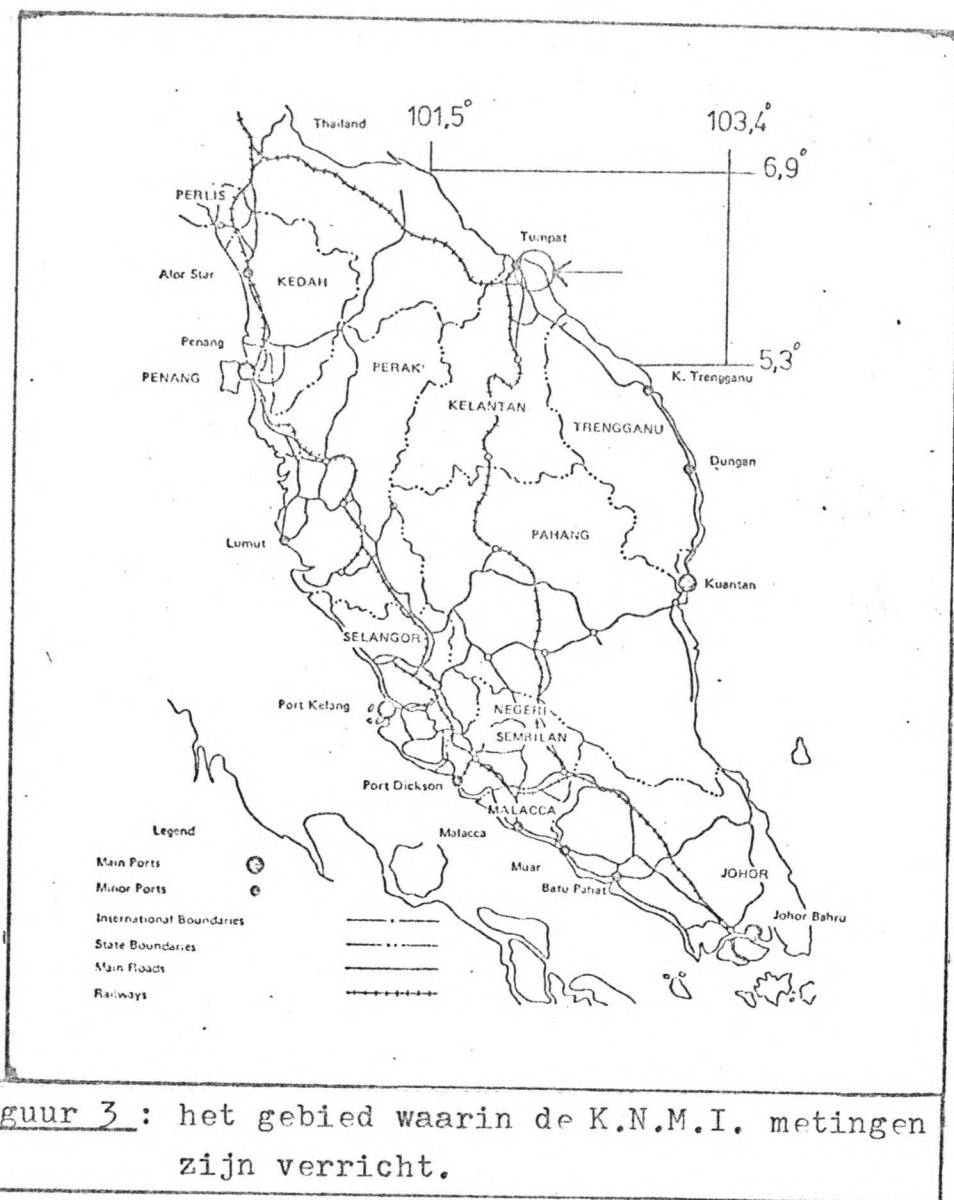 101,5°
103,4°
Thailand
6,9°
PERLIS
Tumpat
Alor Star
KEDAH
Penang
5,3°
PENANG
PERAK
K. Trengganu
KELANTAN
TRENGGANU
Dungan
PAHANG
Lumut
Kuantan
SELANGOR
Port Kelang
NEGERI
SEMBILAN
Port Dickson
MALACCA
Legend
Malacca
Main Ports
Muar
JOHOR
Minor Ports
Batu Pahat
International Boundaries
Johor Bahru
State Boundaries
Main Roads
Railways
guur 3 : het gebied waarin de K.N.M.I. metingen
zijn verricht.